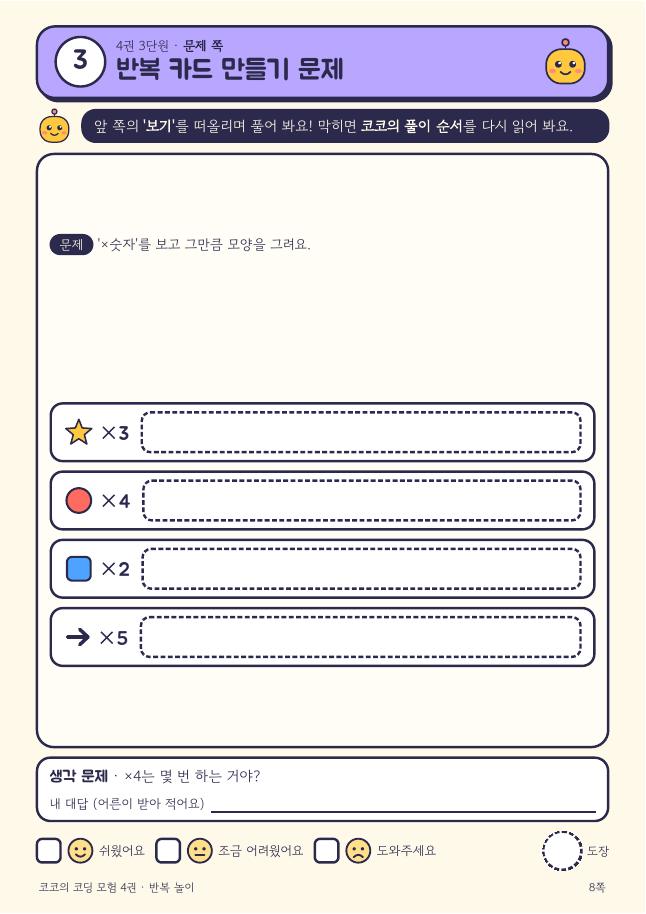 3
4권 3단원 · 문제 쪽
반복 카드 만들기 문제
앞 쪽의 '보기'를 떠올리며 풀어 봐요! 막히면 코코의 풀이 순서를 다시 읽어 봐요.
문제 '×숫자'를 보고 그만큼 모양을 그려요.
×3
×4
×2
→ ×5
생각 문제 · ×4는 몇 번 하는 거야?
내 대답 (어른이 받아 적어요)
쉬웠어요 조금 어려웠어요 도와주세요 도장
코코의 코딩 모험 4권 · 반복 놀이 8쪽